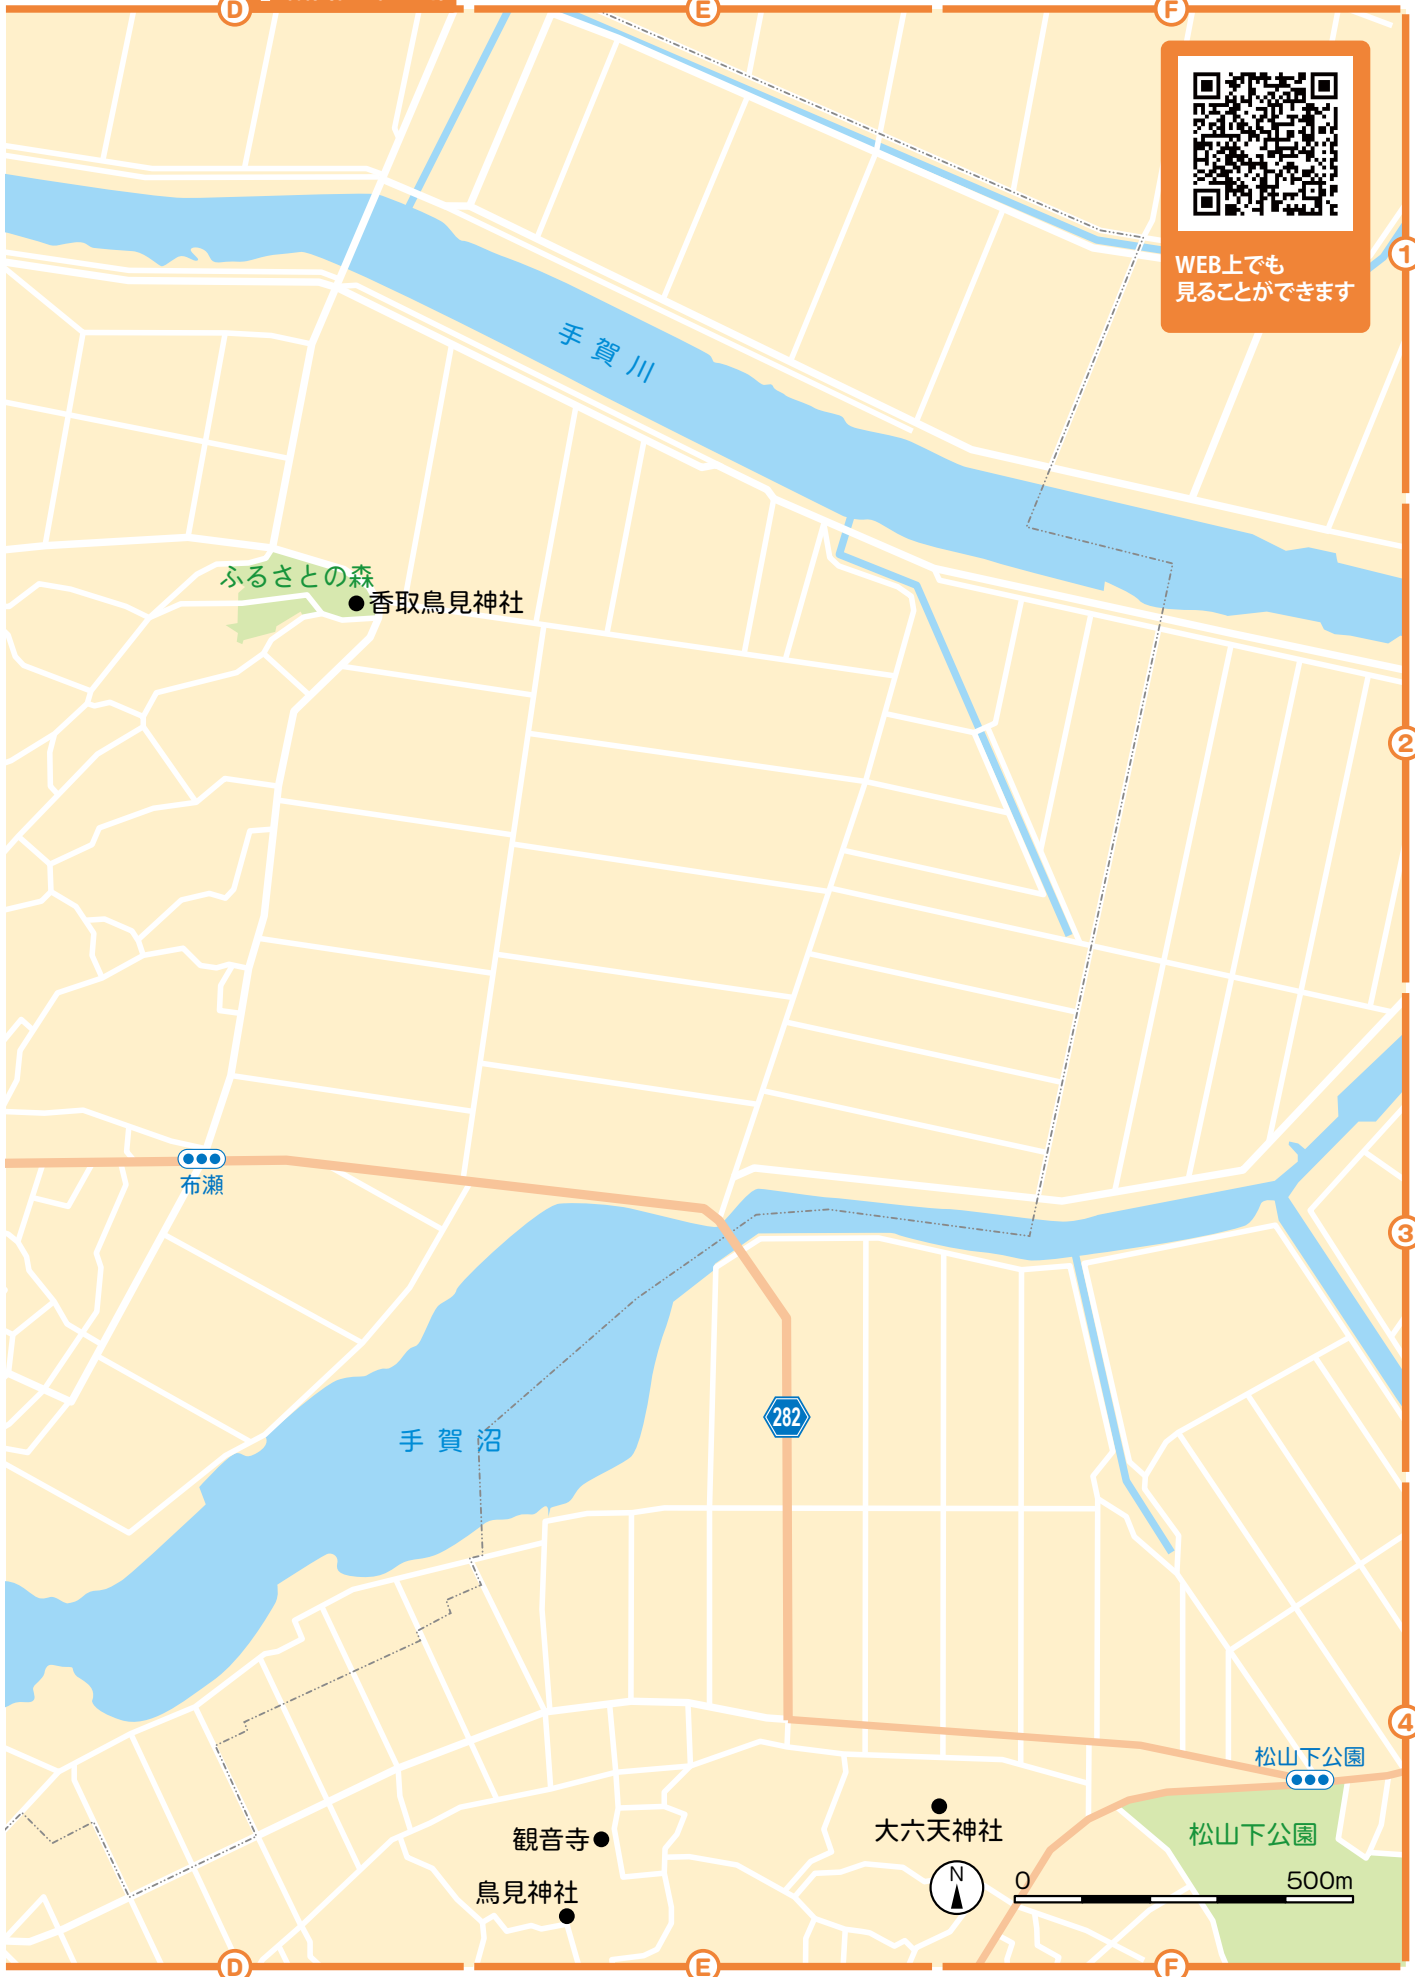 D
E
F
WEB上でも
見ることができます
1
手賀川
ふるさとの森
香取鳥見神社
2
布瀬
3
282
手賀沼
4
松山下公園
大六天神社
松山下公園
観音寺
鳥見神社
N
0
500m
D
E
F